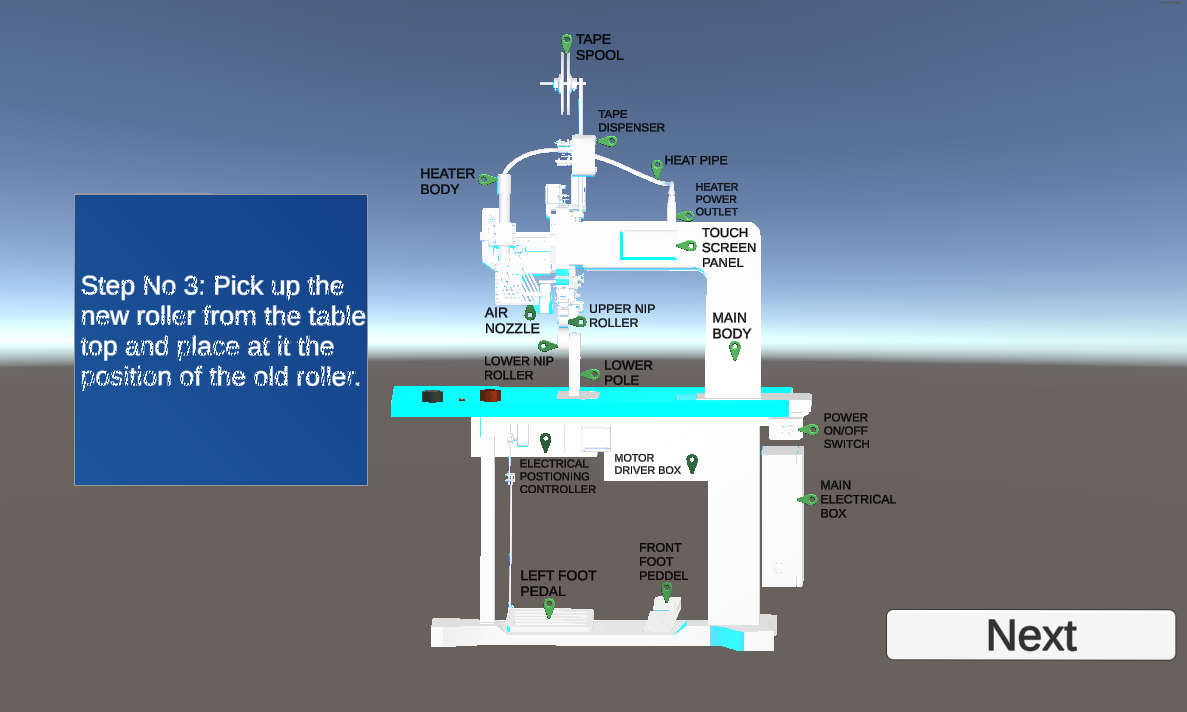 TAPE
SPOOL
TAPE
DISPENSER
HEAT PIPE
HEATER
BODY
HEATER
POWER
OUTLET
TOUCH
SCREEN
PANEL
Step No 3: Pick up the
new roller from the table
top and place at it the
position of the old roller.
AIR
NOZZLE
UPPER NIP
ROLLER
MAIN
BODY
LOWER NIP
ROLLER
LOWER
POLE
POWER
ON/OFF
SWITCH
ELECTRICAL
POSTIONING
CONTROLLER
MOTOR
DRIVER BOX
MAIN
ELECTRICAL
BOX
LEFT FOOT
PEDAL
FRONT
FOOT
PEDDEL
Next